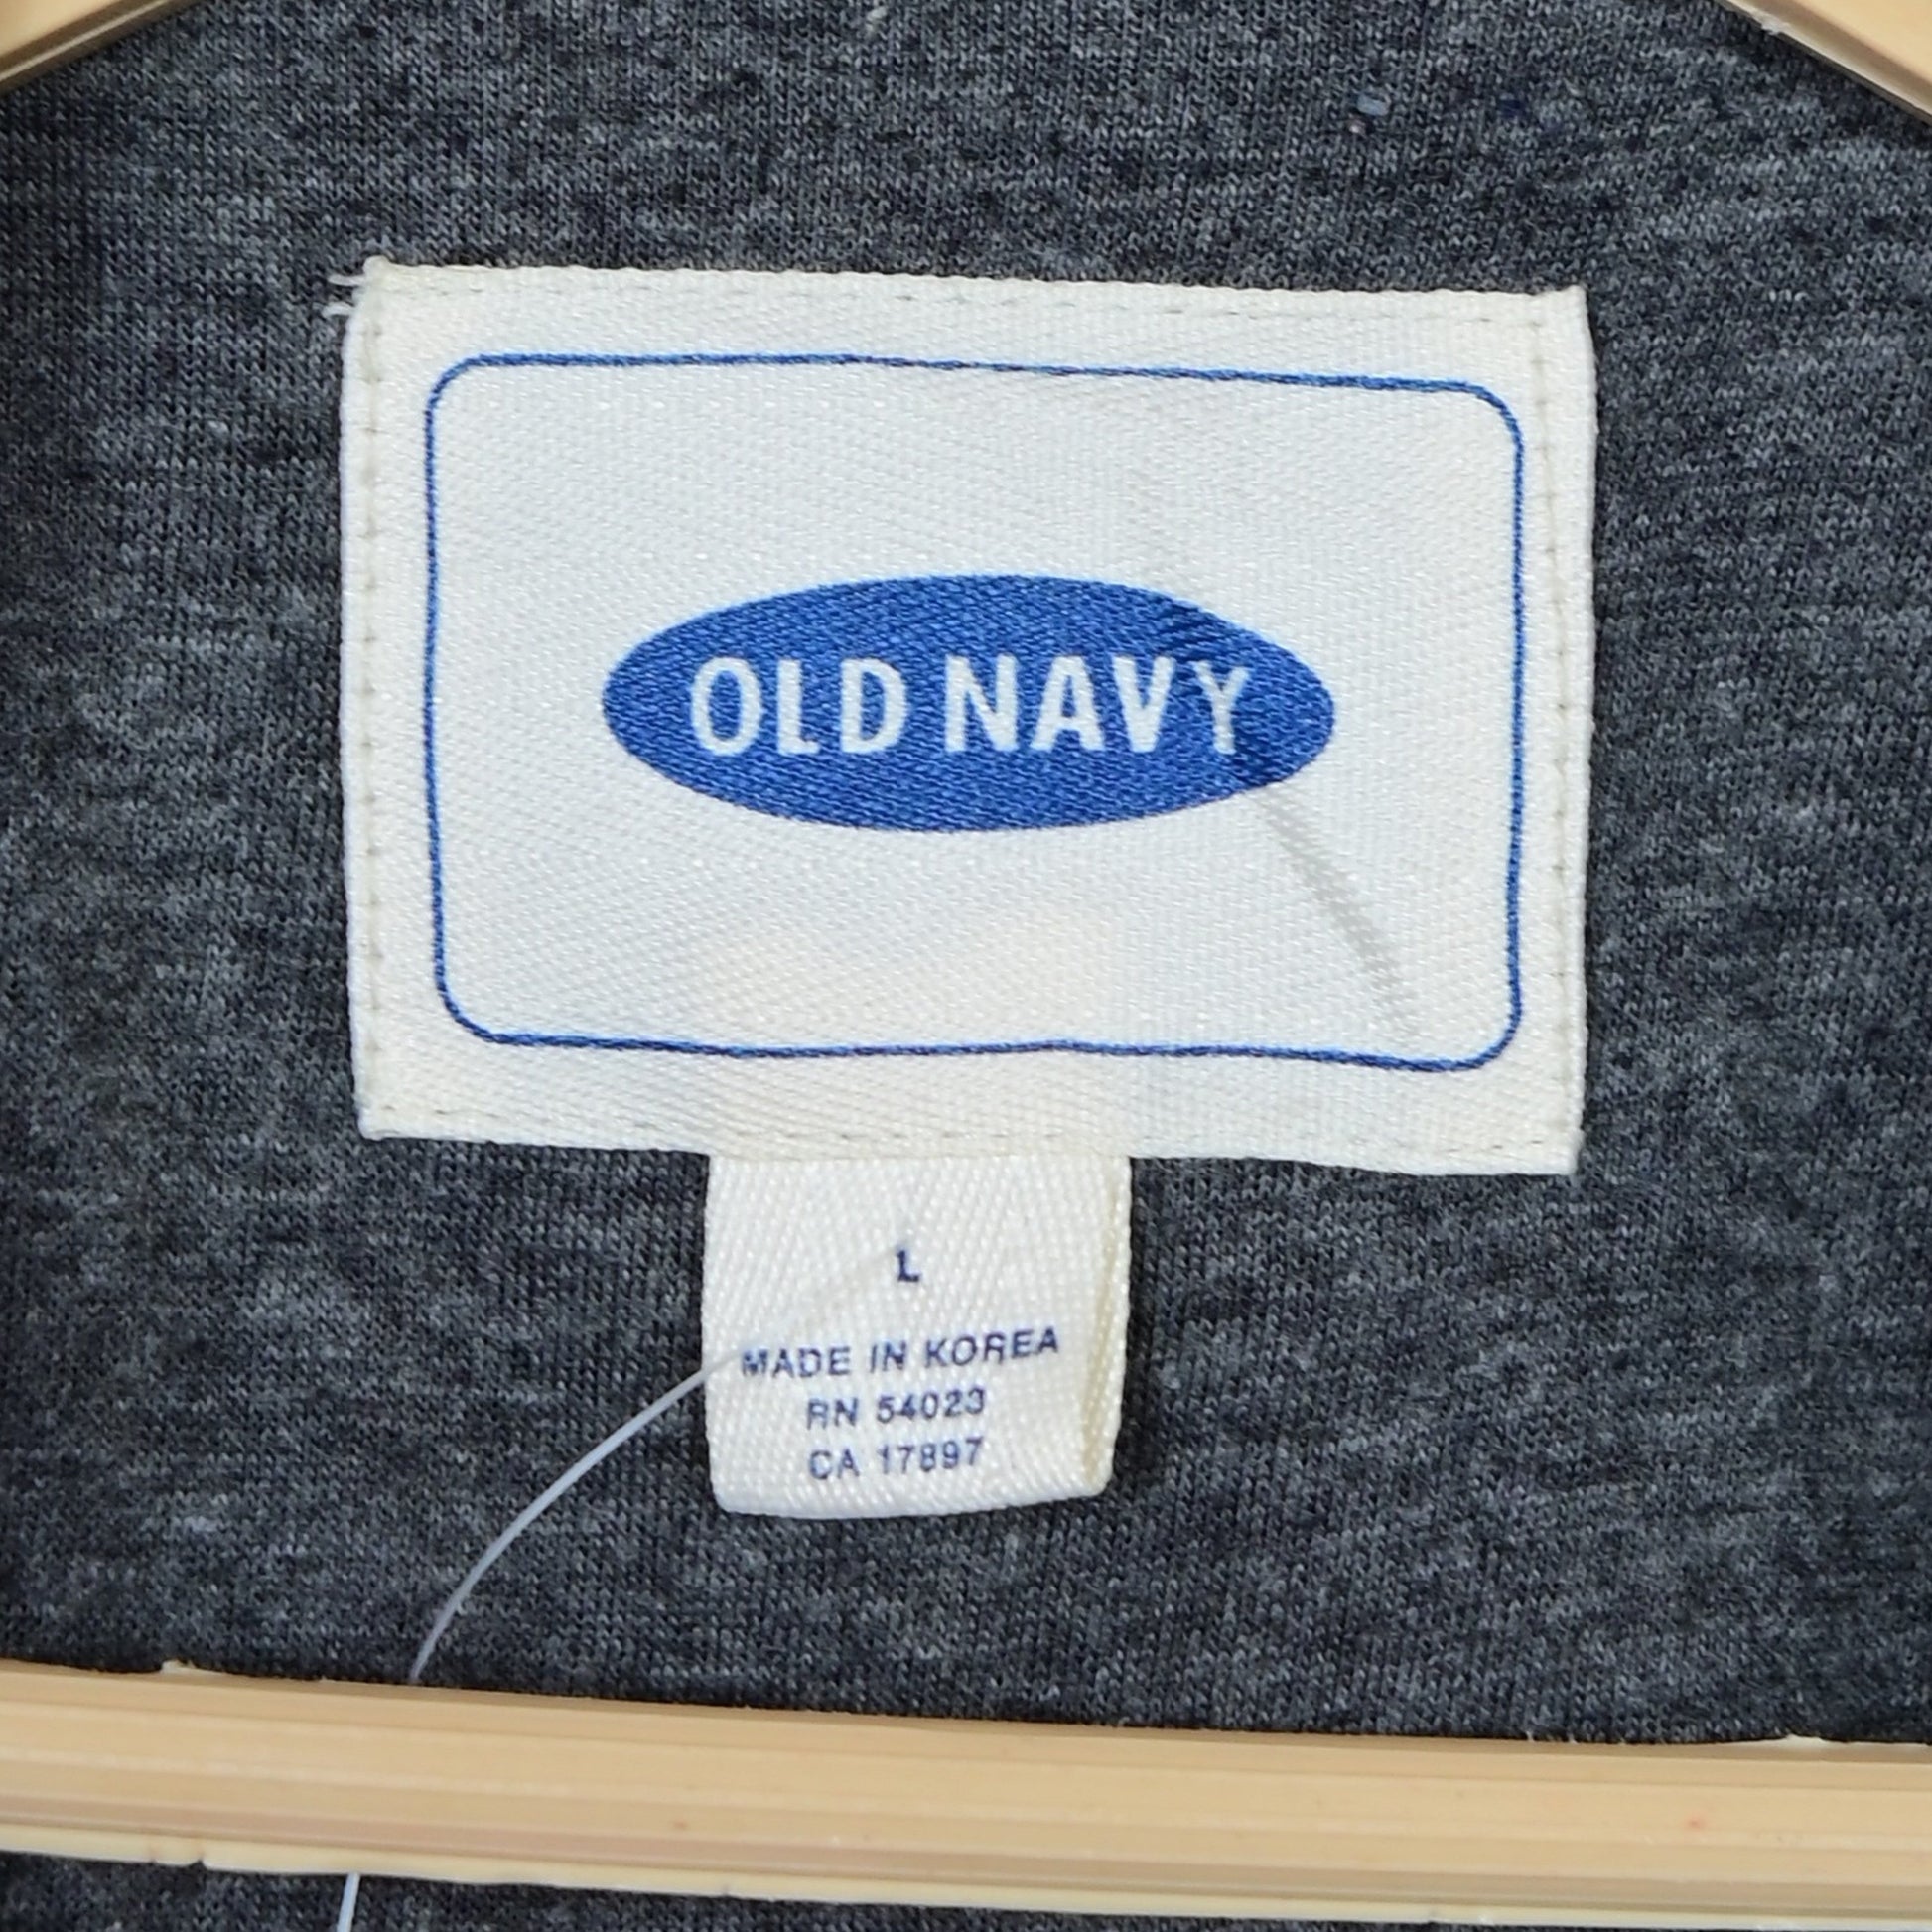 OLD NAVY
L
MADE IN KOREA
RN 54023
CA 17897